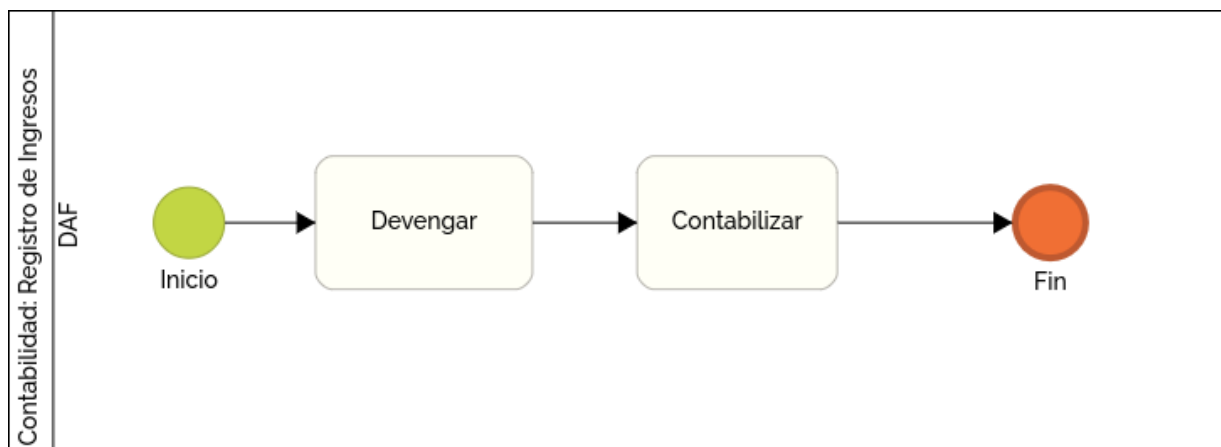 Contabilidad: Registro de Ingresos
DAF
Inicio
Devengar
Contabilizar
Fin